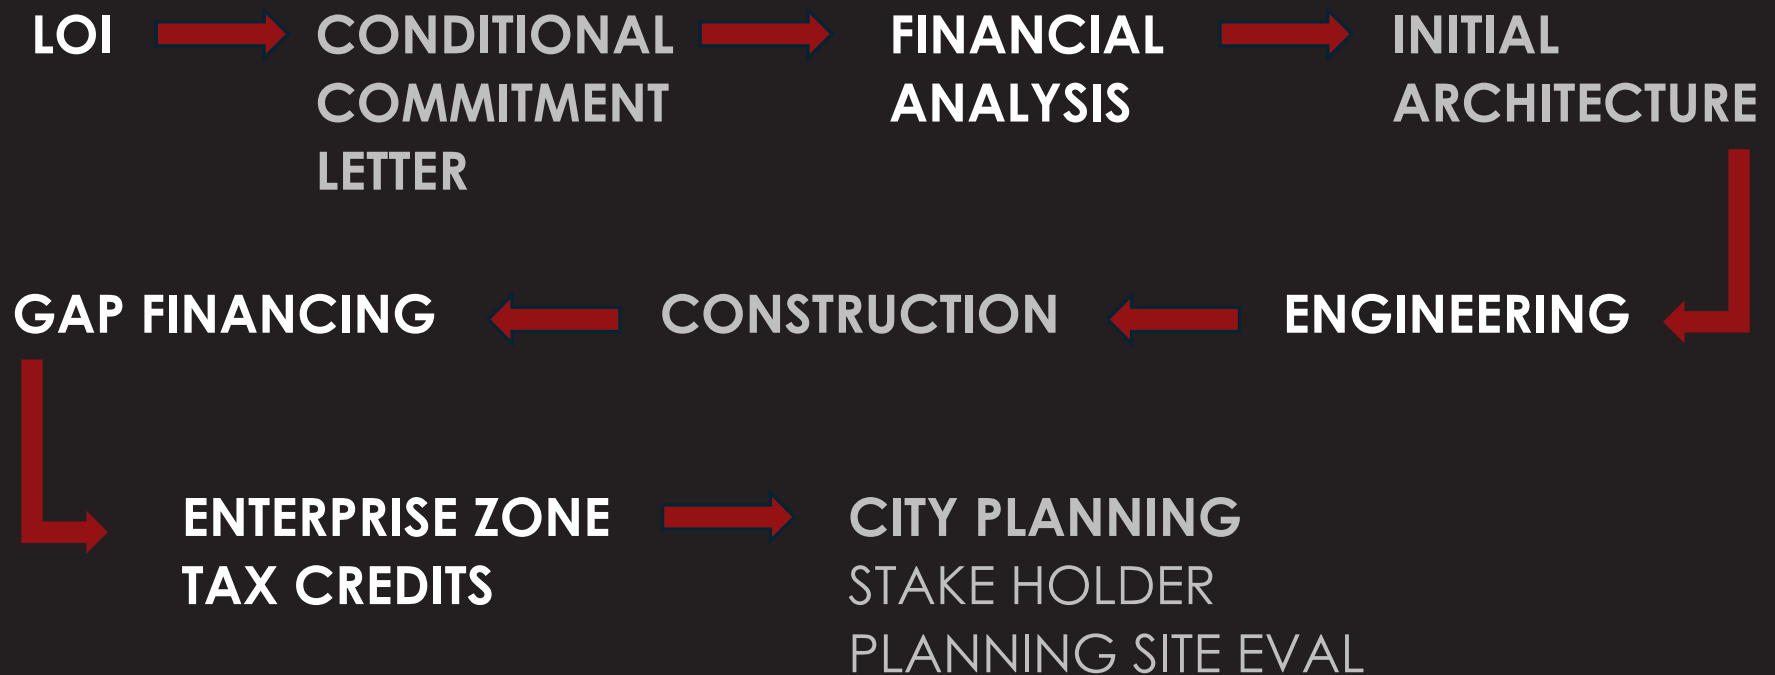 LOI
CONDITIONAL
COMMITMENT
LETTER
FINANCIAL
ANALYSIS
INITIAL
ARCHITECTURE
ENGINEERING
CONSTRUCTION
GAP FINANCING
ENTERPRISE ZONE
TAX CREDITS
CITY PLANNING
STAKE HOLDER
PLANNING SITE EVAL